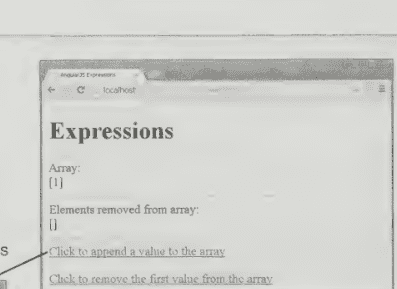 AngularJS Expressions
localhost
Expressions
Array:
[1]
Elements removed from array:
[]
s
Click to append a value to the array
Click to remove the first value from the array